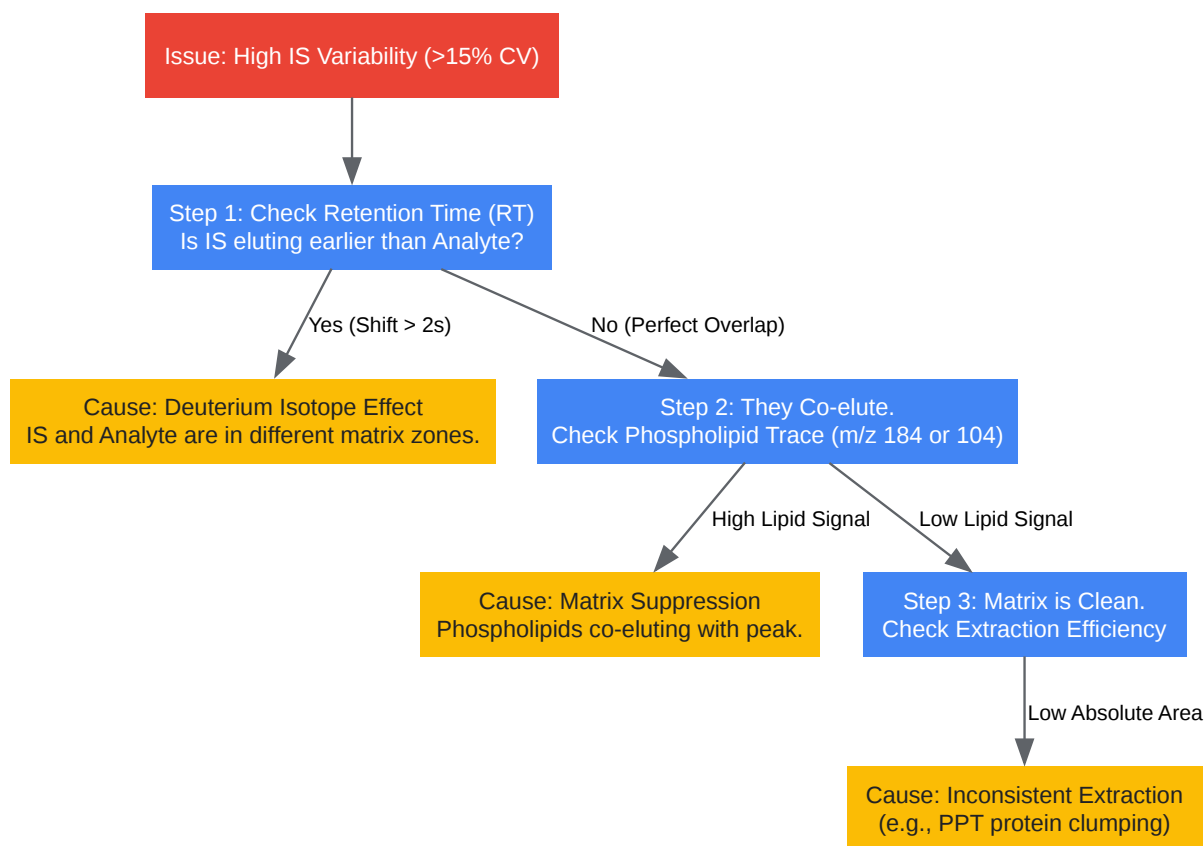 Issue: High IS Variability (>15% CV)
Step 1: Check Retention Time (RT)
Is IS eluting earlier than Analyte?
Yes (Shift > 2s)
No (Perfect Overlap)
Cause: Deuterium Isotope Effect
IS and Analyte are in different matrix zones.
Step 2: They Co-elute.
Check Phospholipid Trace (m/z 184 or 104)
High Lipid Signal
Low Lipid Signal
Cause: Matrix Suppression
Phospholipids co-eluting with peak.
Step 3: Matrix is Clean.
Check Extraction Efficiency
Low Absolute Area
Cause: Inconsistent Extraction
(e.g., PPT protein clumping)